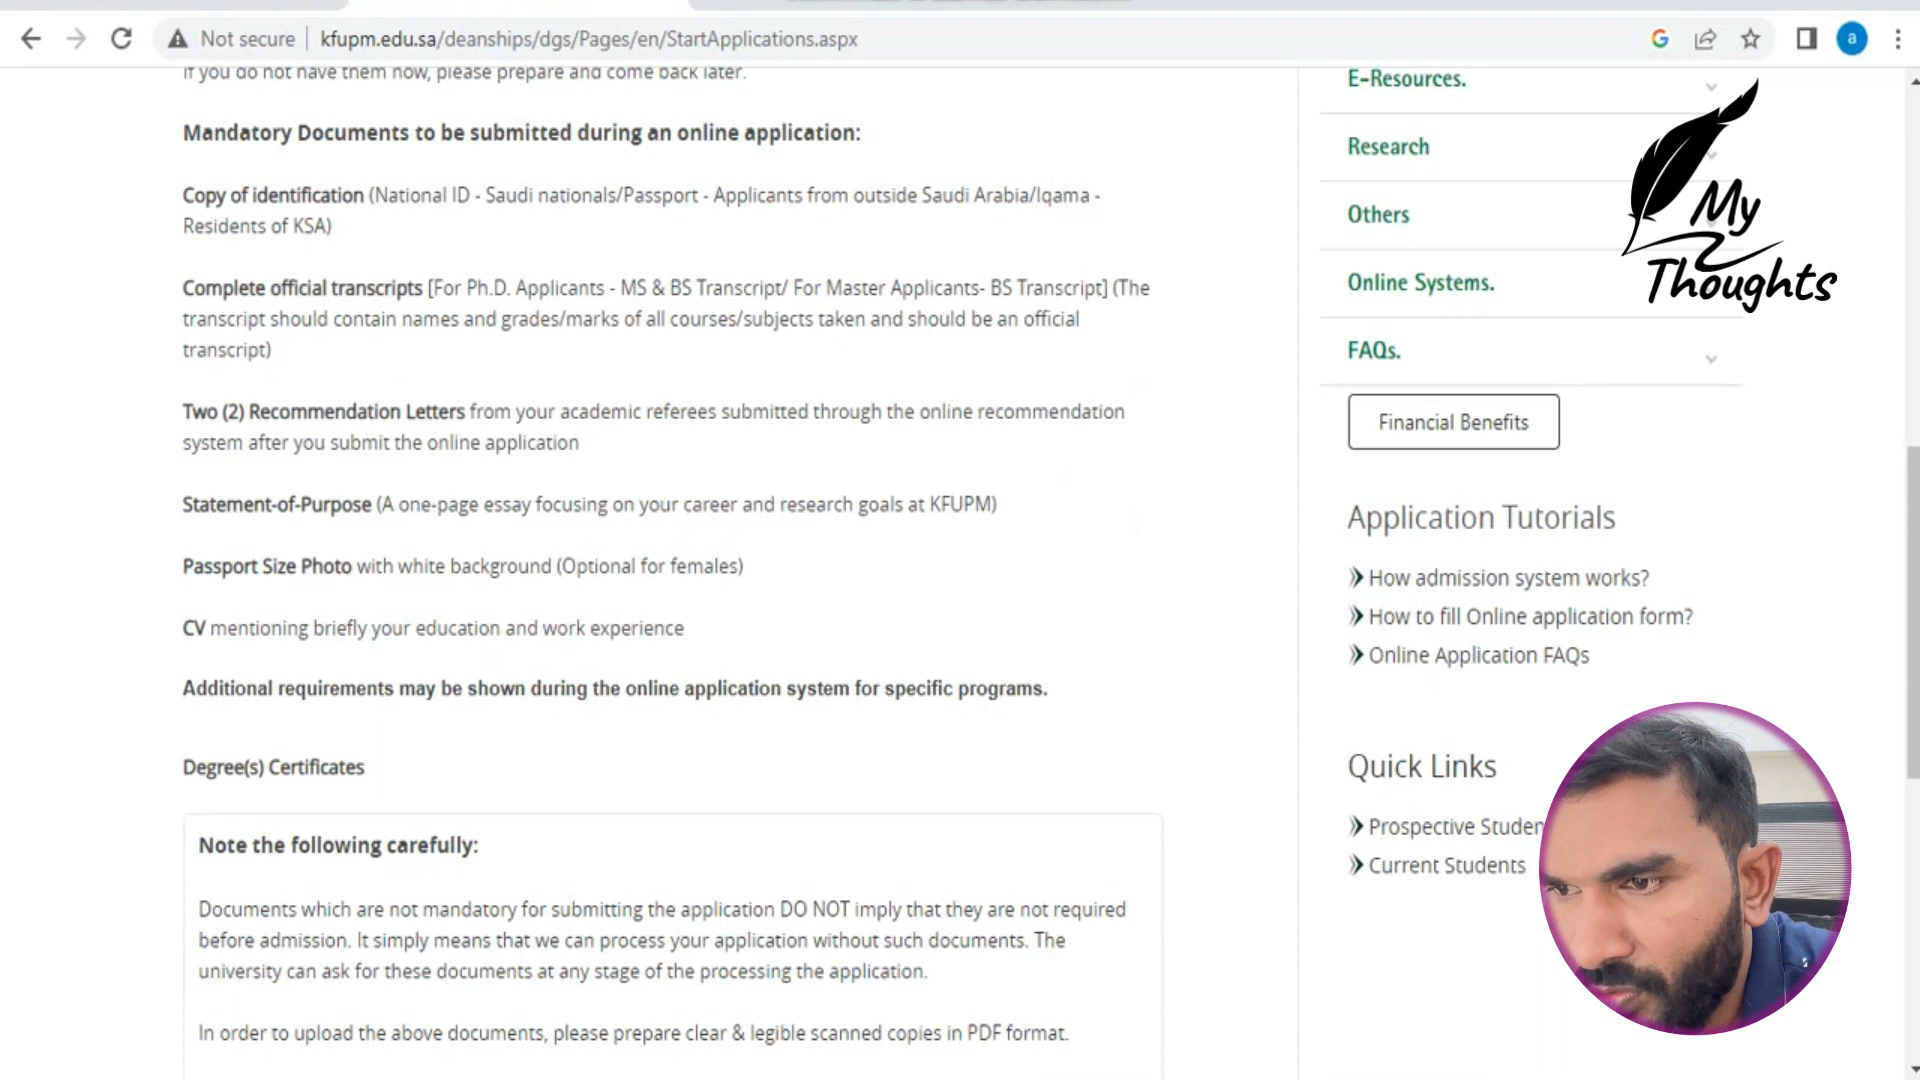 Not secure
kfupm.edu.sa/deanships/dgs/Pages/en/StartApplications.aspx
a
If you do not have them now, please prepare and come back later.
Mandatory Documents to be submitted during an online application:
Copy of identification (National ID - Saudi nationals/Passport - Applicants from outside Saudi Arabia/Iqama -
Residents of KSA)
Complete official transcripts [For Ph.D. Applicants - MS & BS Transcript/ For Master Applicants- BS Transcript] (The
transcript should contain names and grades/marks of all courses/subjects taken and should be an official
transcript)
Two (2) Recommendation Letters from your academic referees submitted through the online recommendation
system after you submit the online application
Statement-of-Purpose (A one-page essay focusing on your career and research goals at KFUPM)
Passport Size Photo with white background (Optional for females)
CV mentioning briefly your education and work experience
Additional requirements may be shown during the online application system for specific programs.
Degree(s) Certificates
Note the following carefully:
Documents which are not mandatory for submitting the application DO NOT imply that they are not required
before admission. It simply means that we can process your application without such documents. The
university can ask for these documents at any stage of the processing the application.
In order to upload the above documents, please prepare clear & legible scanned copies in PDF format.
E-Resources.
Research
Others
Online Systems.
FAQs.
Financial Benefits
Application Tutorials
How admission system works?
How to fill Online application form?
Online Application FAQs
Quick Links
Prospective Studen
Current Students
My
Thoughts